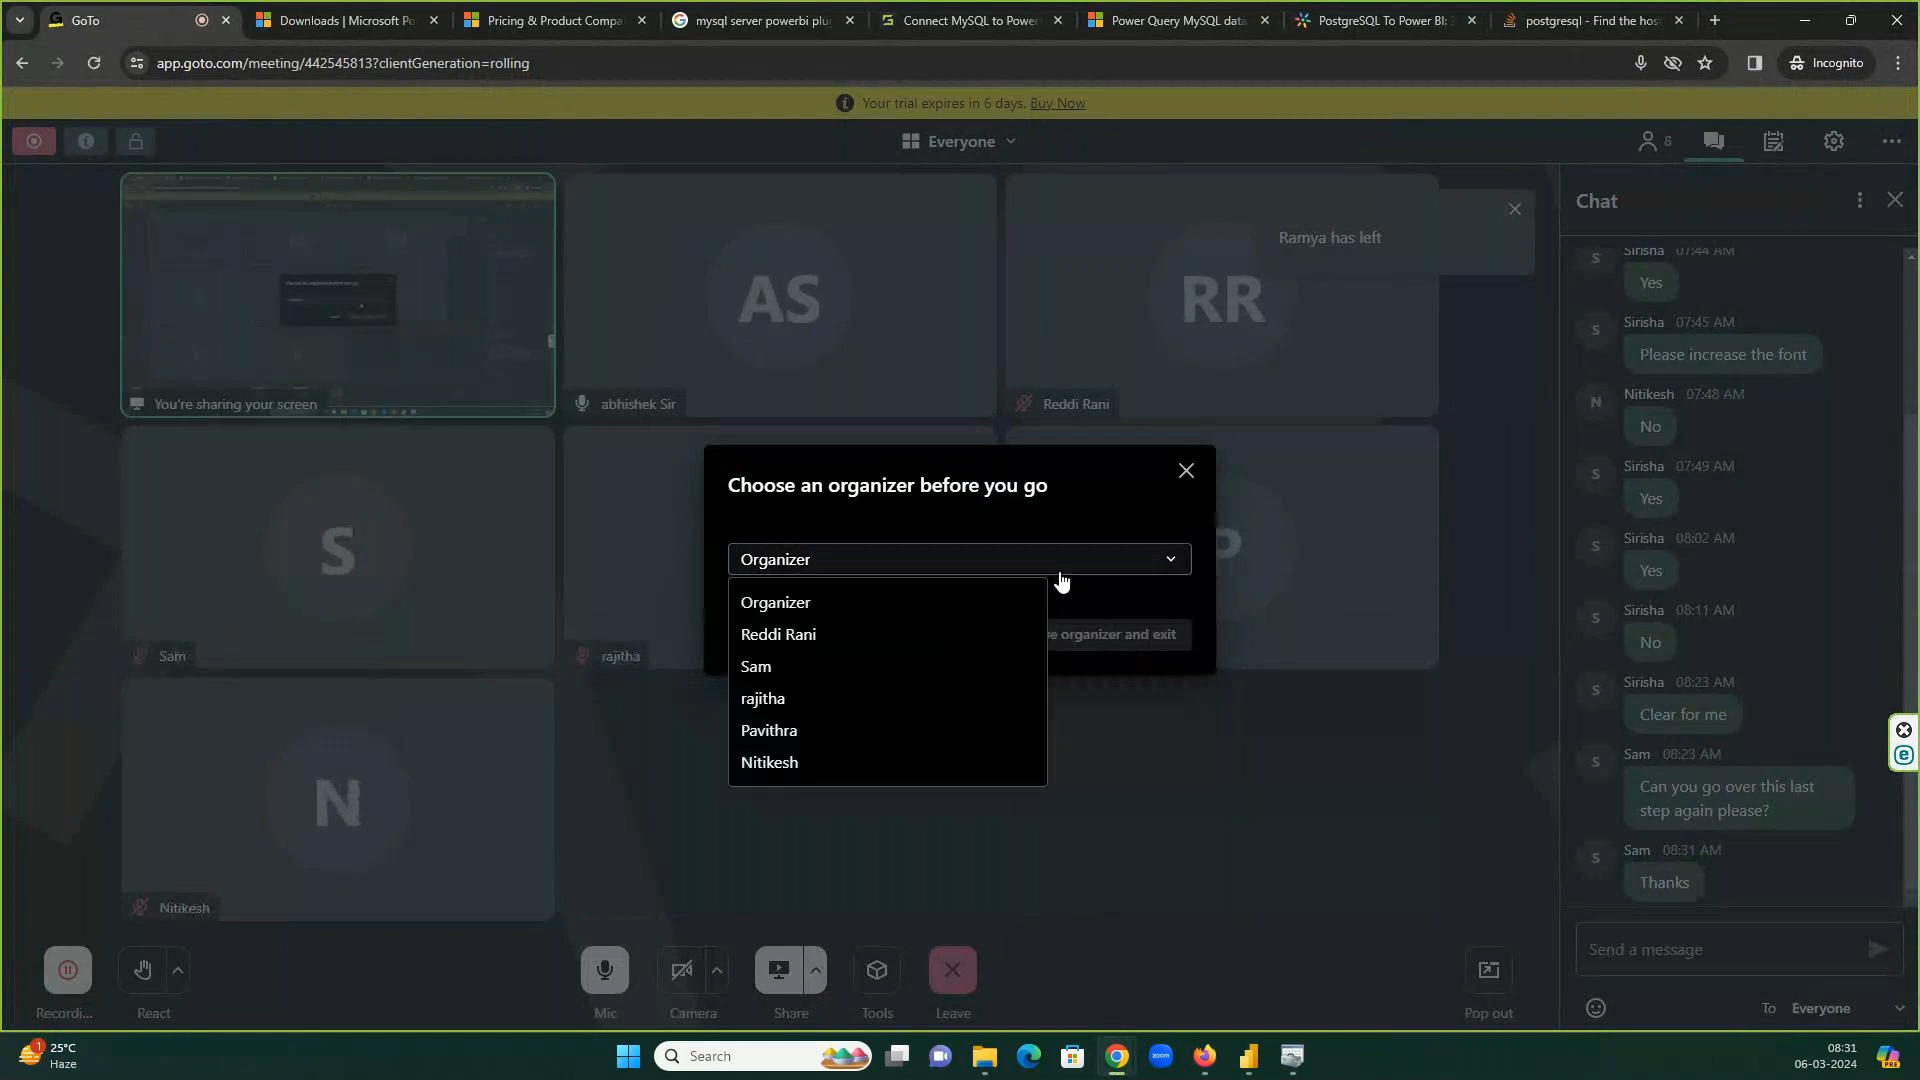 GoTo
Downloads | Microsoft Po
Pricing & Product Compa
mysql server powerbi plu
Connect MySQL to Power
Power Query MySQL data
PostgreSQL To Power BI: 3
postgresql - Find the hos
app.goto.com/meeting/442545813?clientGeneration=rolling
Incognito
Your trial expires in 6 days. Buy Now
Everyone
8
Ramya has left
AS
RR
You're sharing your screen
abhishek Sir
Reddi Rani
S
P
Sam
rajitha
N
Nitikesh
Choose an organizer before you go
Organizer
Organizer
Reddi Rani
Sam
rajitha
Pavithra
Nitikesh
e organizer and exit
Chat
S
Sirisha 07:44 AM
Yes
S
Sirisha 07:45 AM
Please increase the font
N
Nitikesh 07:48 AM
No
S
Sirisha 07:49 AM
Yes
S
Sirisha 08:02 AM
Yes
S
Sirisha 08:11 AM
No
S
Sirisha 08:23 AM
Clear for me
S
Sam 08:23 AM
Can you go over this last
step again please?
S
Sam 08:31 AM
Thanks
Send a message
To Everyone
Recordi...
React
Mic
Camera
Share
Tools
Leave
Pop out
1
25°C
Haze
Search
zoom
08:31
06-03-2024
PRE